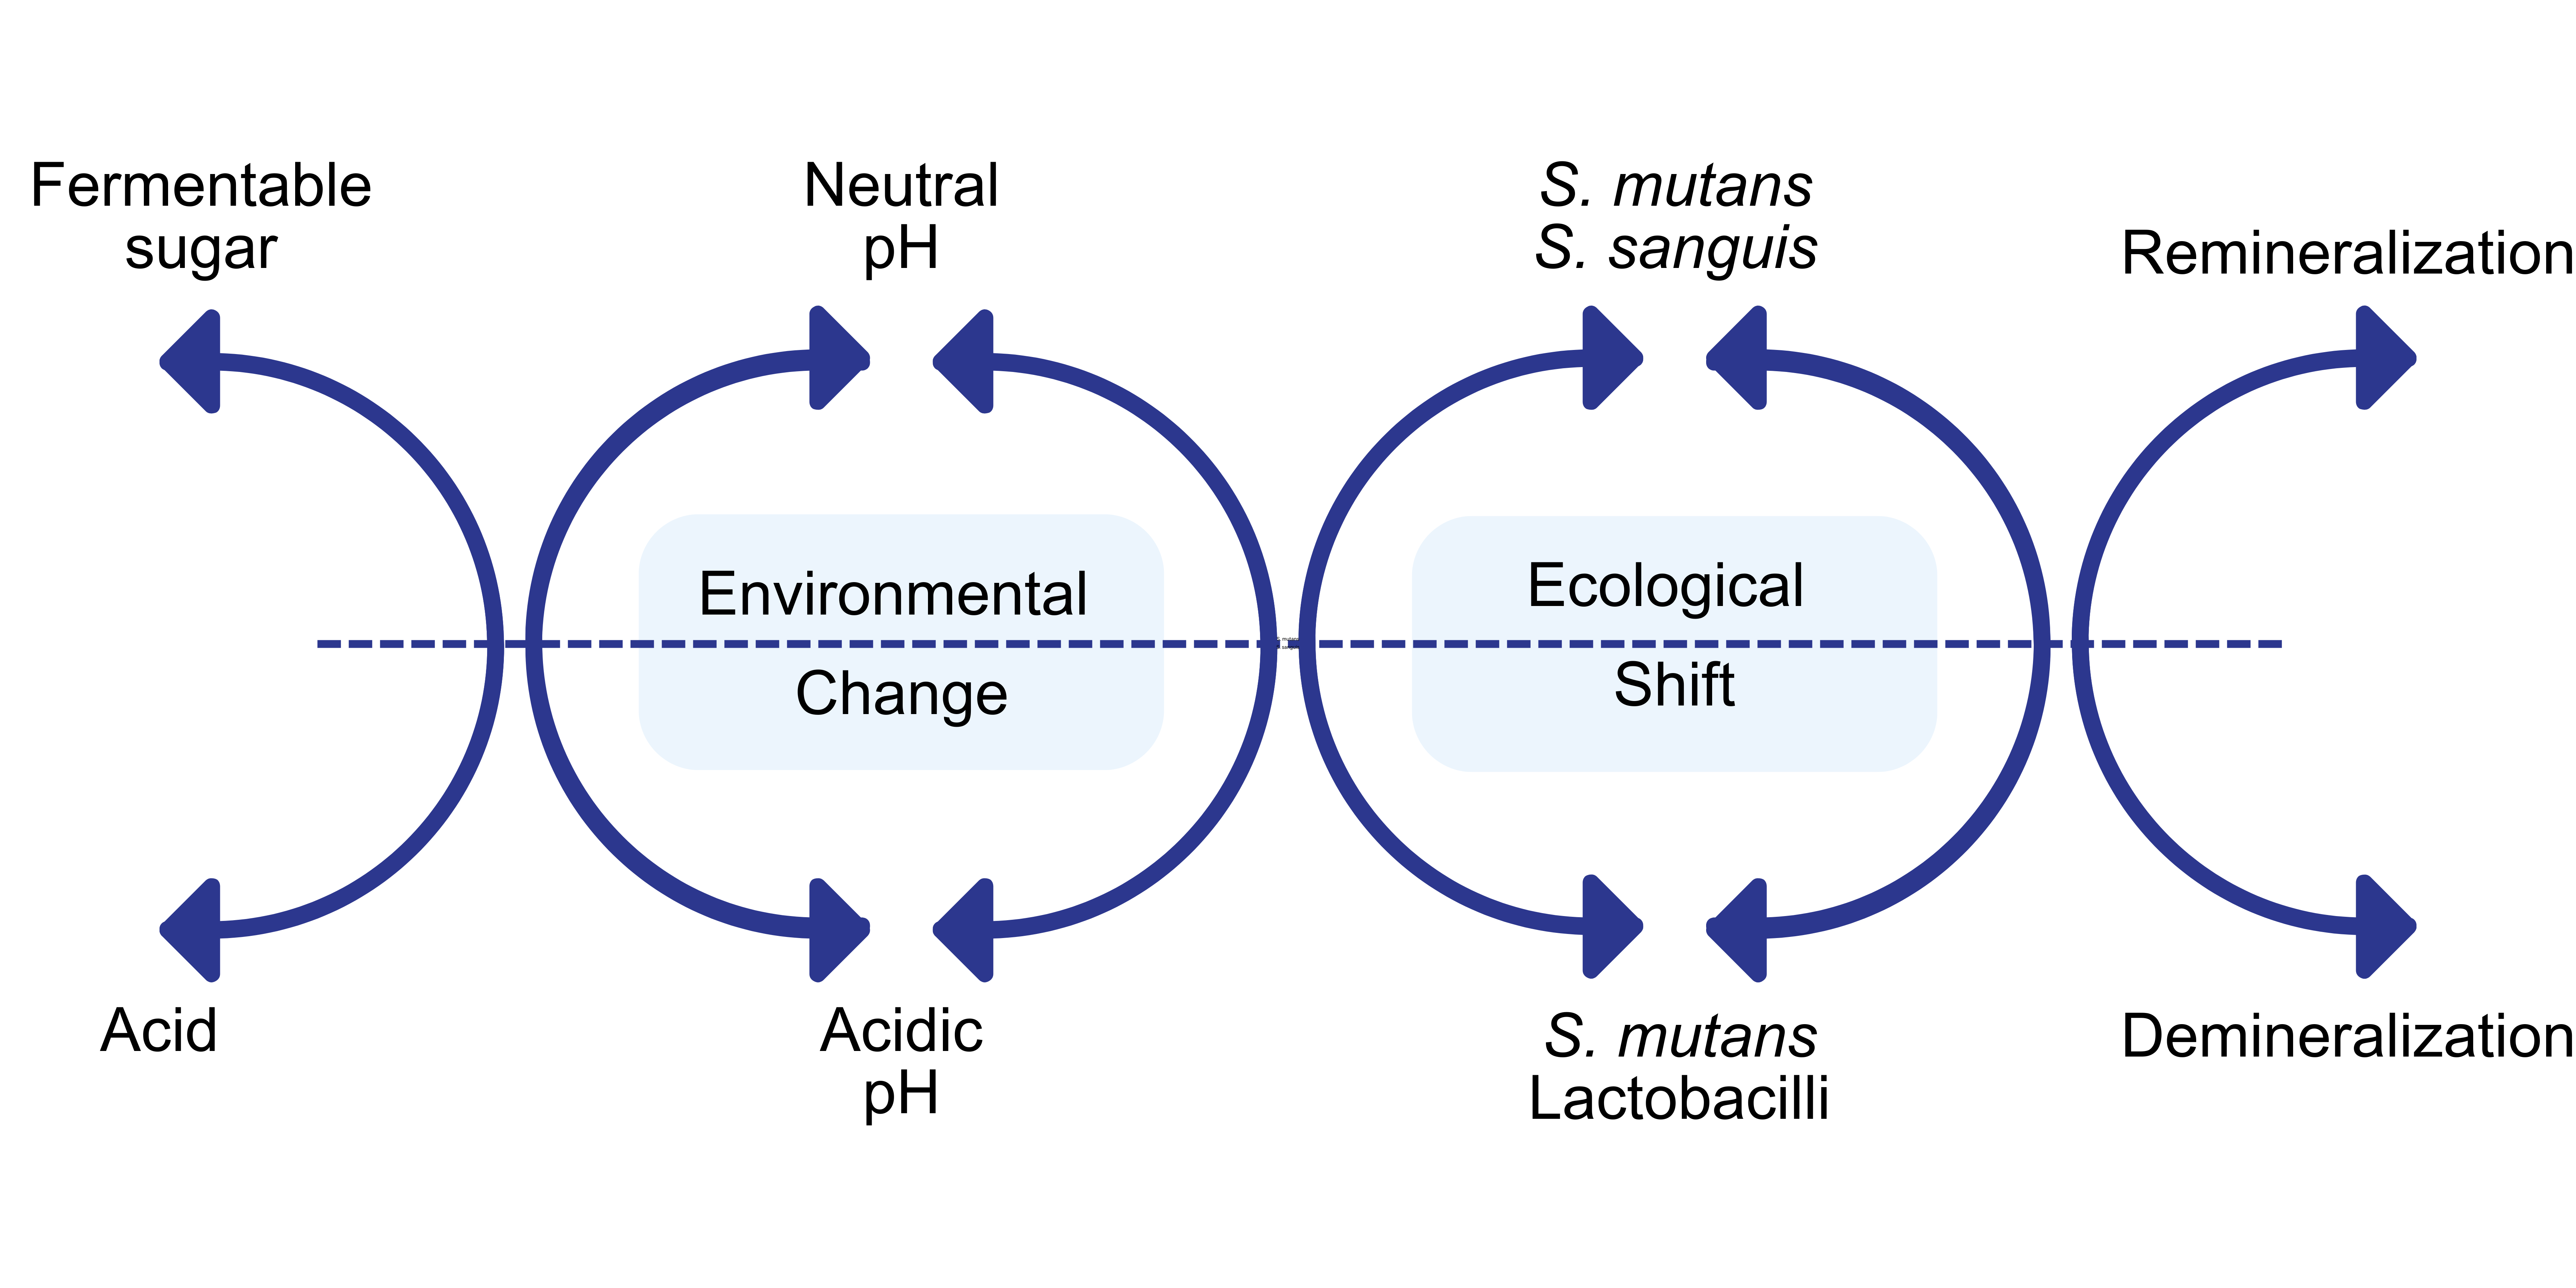 Fermentable
sugar
Neutral
pH
S. mutans
S. sanguis
Remineralization
Environmental
Change
Ecological
Shift
Acid
Acidic
pH
S. mutans
Lactobacilli
Demineralization